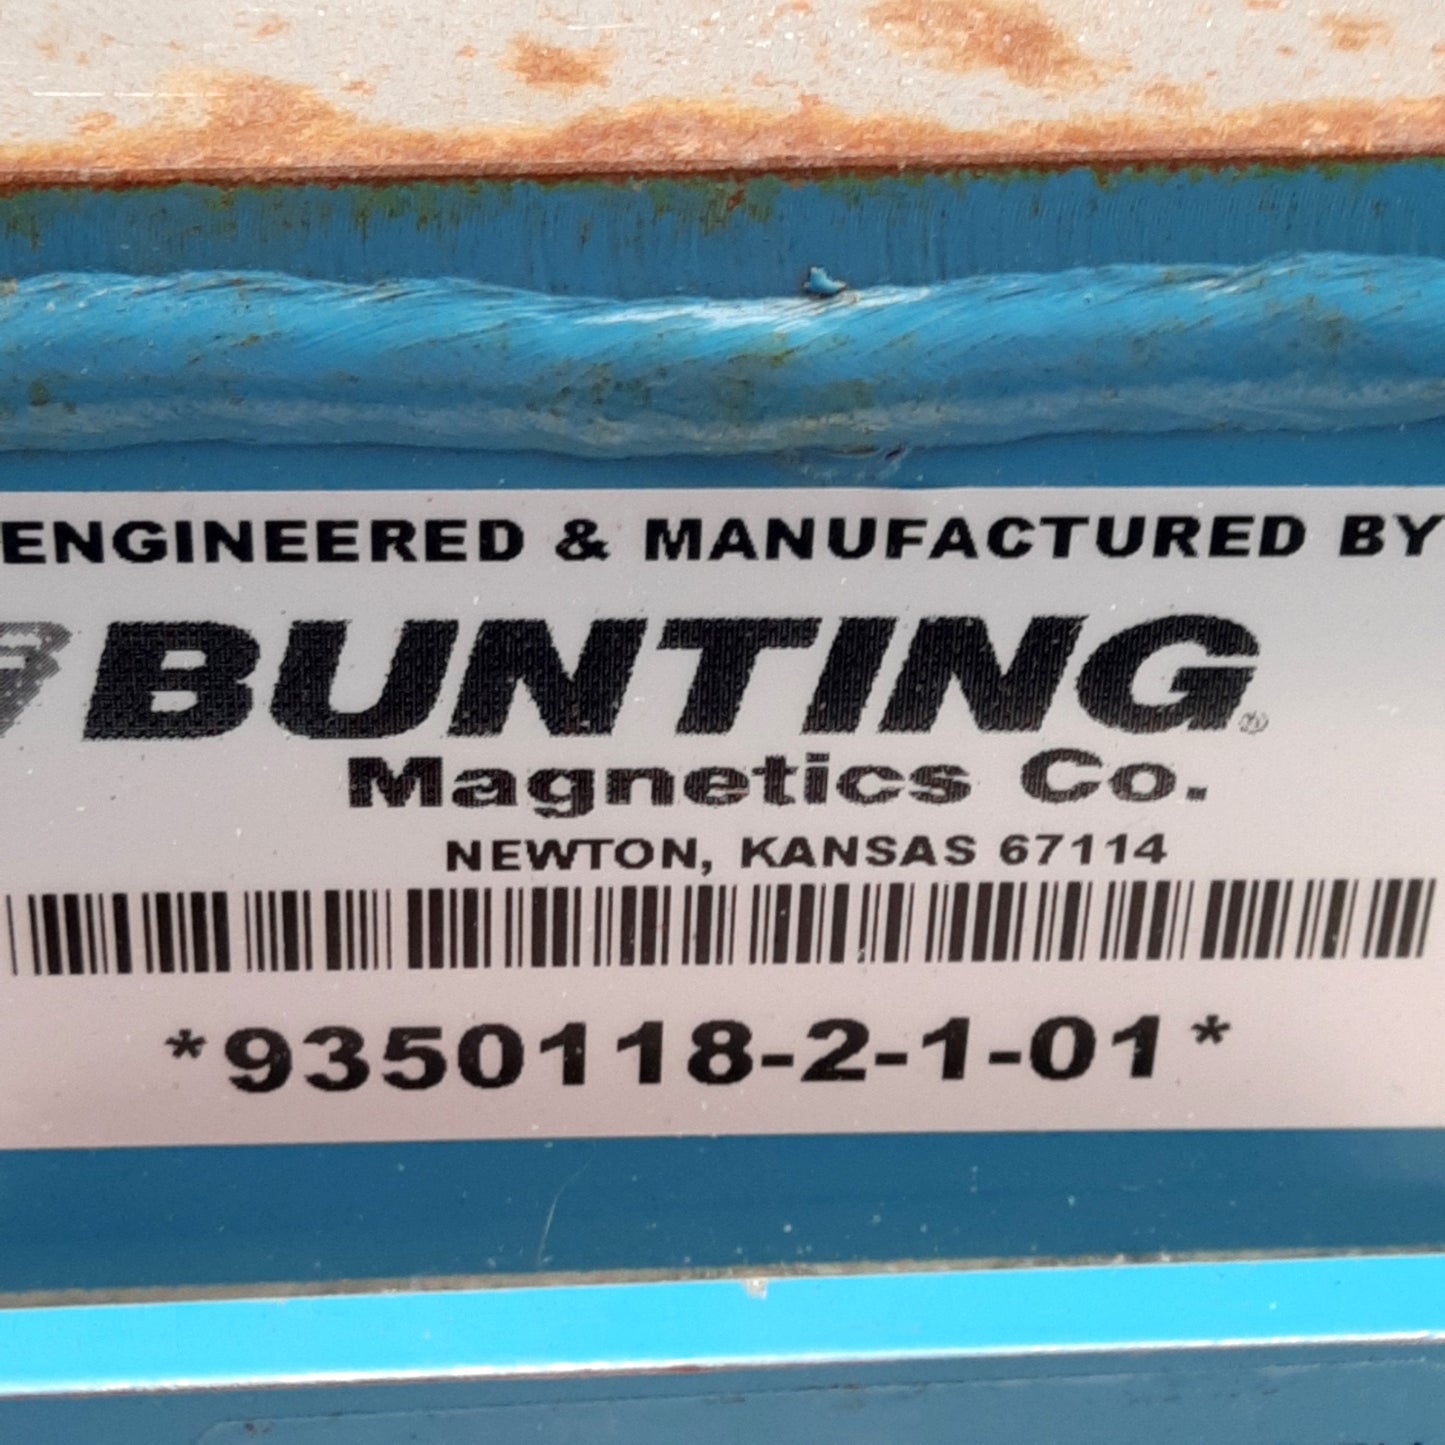 ENGINEERED & MANUFACTURED BY
BUNTING®
Magnetics Co.
NEWTON, KANSAS 67114
*9350118-2-1-01*